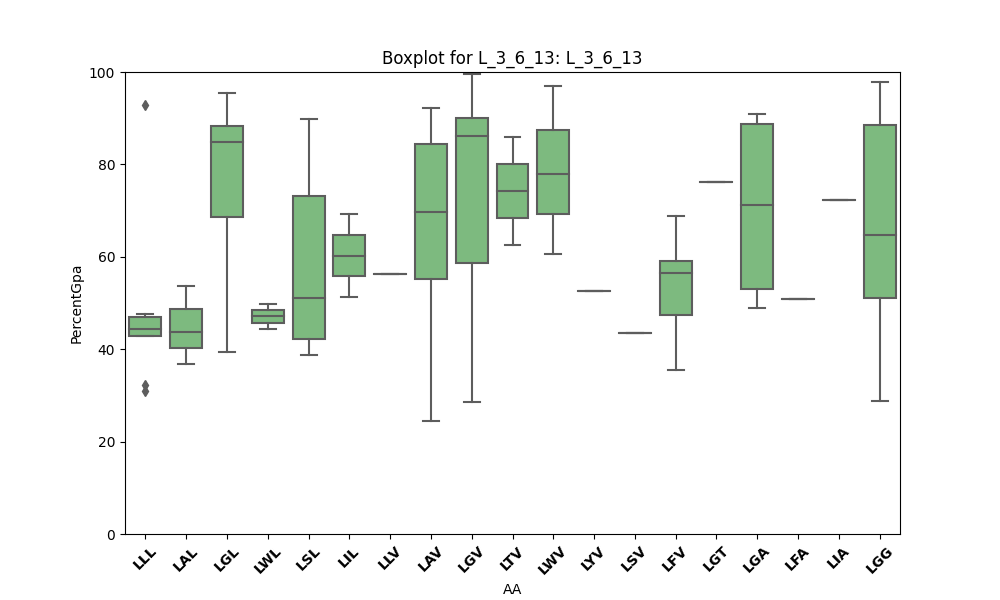 Boxplot for L_3_6_13: L_3_6_13
100
80
60
40
20
0
PercentGpa
LLL LAL LGL LWL LSL LIL LLV LAV LGV LTV LWV LYV LSV LFV LGT LGA LFA LIA LGG
AA